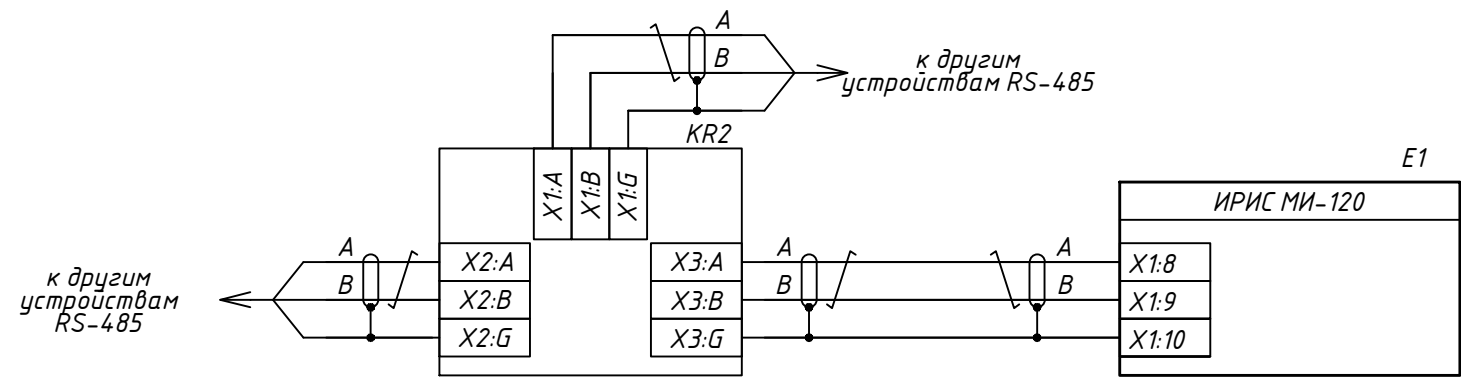 A
B
к другим
устройствам RS-485
KR2
E1
X1:A
X1:B
X1:G
ИРИС МИ-120
A
B
X2:A
X2:B
X2:G
X3:A
X3:B
X3:G
A
B
A
B
X1:8
X1:9
X1:10
к другим
устройствам
RS-485